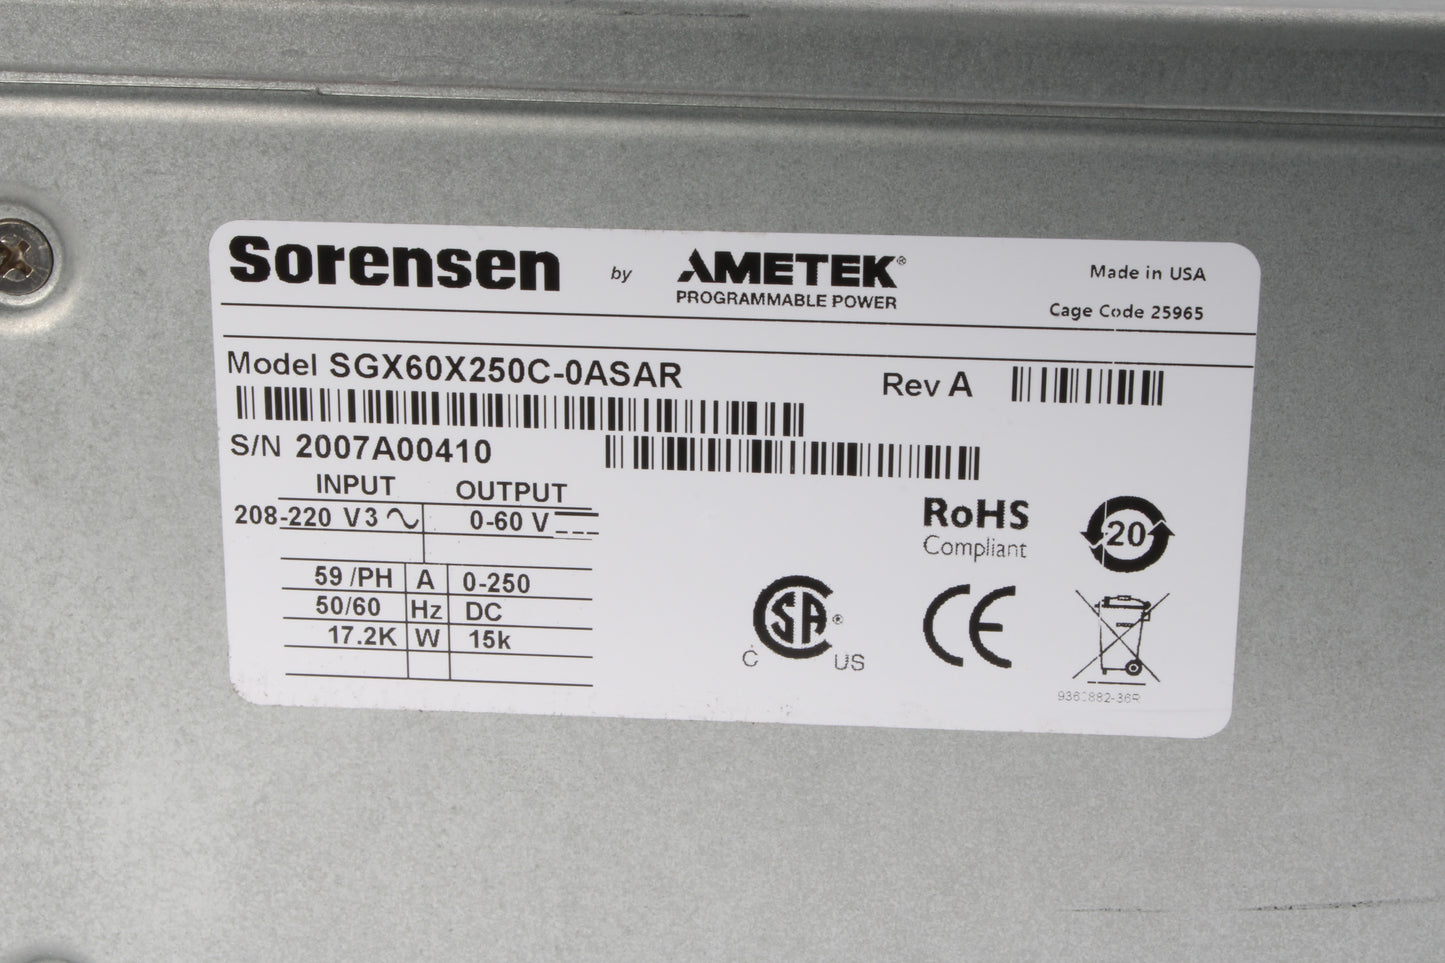 Sorensen by AMETEK® Made in USA
PROGRAMMABLE POWER Cage Code 25965
Model SGX60X250C-0ASAR Rev A
S/N 2007A00410
INPUT OUTPUT
208-220 V 3 0-60 V
59 /PH A 0-250
50/60 Hz DC
17.2K W 15k
RoHS
Compliant
20
SA®
C US
CE